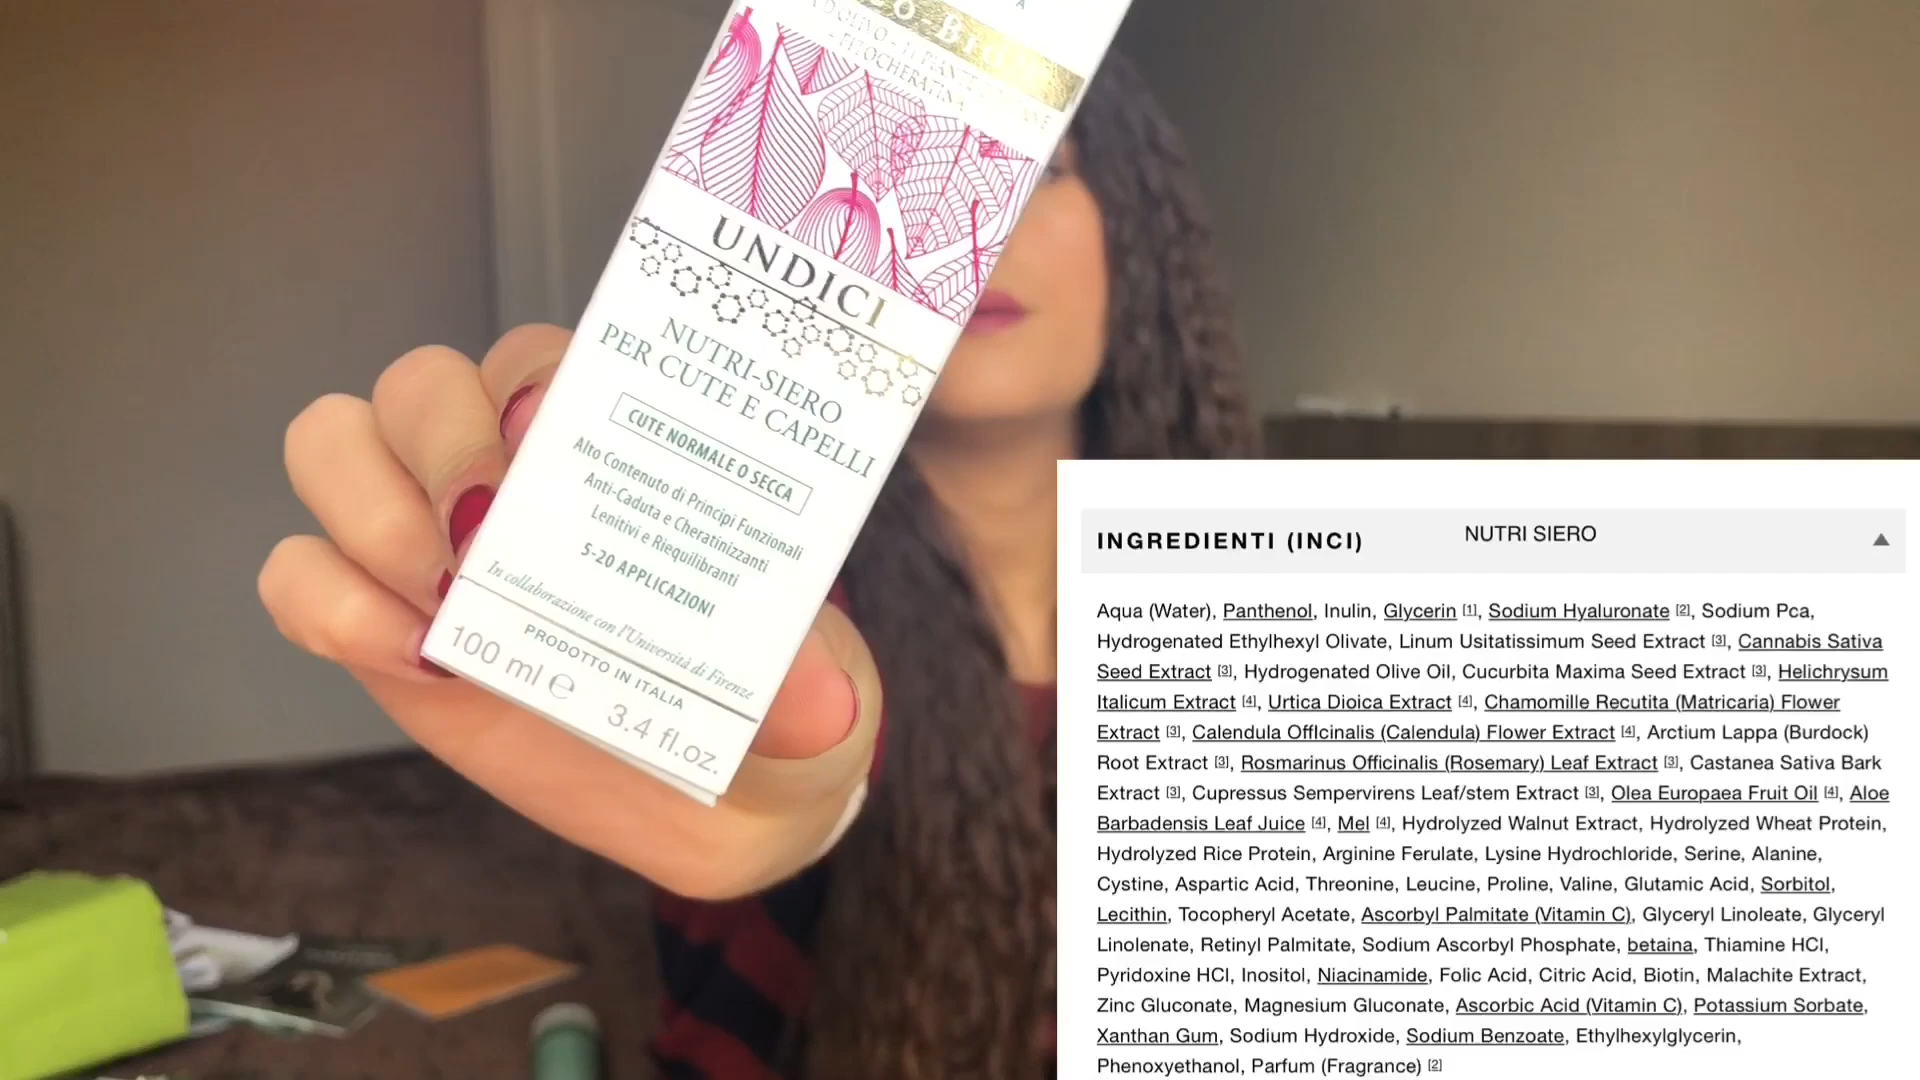 UNDICI
NUTRI-SIERO
PER CUTE E CAPELLI
CUTE NORMALE O SECCA
Alto Contenuto di Principi Funzionali
Anti-Caduta e Cheratinizzanti
Lenitivi e Riequilibranti
5-20 APPLICAZIONI
In collaborazione con l'Università di Firenze
PRODOTTO IN ITALIA
100 ml e
3.4 fl.oz.
INGREDIENTI (INCI) NUTRI SIERO
Aqua (Water), Panthenol, Inulin, Glycerin [1], Sodium Hyaluronate [2], Sodium Pca,
Hydrogenated Ethylhexyl Olivate, Linum Usitatissimum Seed Extract [3], Cannabis Sativa
Seed Extract [3], Hydrogenated Olive Oil, Cucurbita Maxima Seed Extract [3], Helichrysum
Italicum Extract [4], Urtica Dioica Extract [4], Chamomille Recutita (Matricaria) Flower
Extract [3], Calendula Offlcinalis (Calendula) Flower Extract [4], Arctium Lappa (Burdock)
Root Extract [3], Rosmarinus Officinalis (Rosemary) Leaf Extract [3], Castanea Sativa Bark
Extract [3], Cupressus Sempervirens Leaf/stem Extract [3], Olea Europaea Fruit Oil [4], Aloe
Barbadensis Leaf Juice [4], Mel [4], Hydrolyzed Walnut Extract, Hydrolyzed Wheat Protein,
Hydrolyzed Rice Protein, Arginine Ferulate, Lysine Hydrochloride, Serine, Alanine,
Cystine, Aspartic Acid, Threonine, Leucine, Proline, Valine, Glutamic Acid, Sorbitol,
Lecithin, Tocopheryl Acetate, Ascorbyl Palmitate (Vitamin C), Glyceryl Linoleate, Glyceryl
Linolenate, Retinyl Palmitate, Sodium Ascorbyl Phosphate, betaina, Thiamine HCl,
Pyridoxine HCl, Inositol, Niacinamide, Folic Acid, Citric Acid, Biotin, Malachite Extract,
Zinc Gluconate, Magnesium Gluconate, Ascorbic Acid (Vitamin C), Potassium Sorbate,
Xanthan Gum, Sodium Hydroxide, Sodium Benzoate, Ethylhexylglycerin,
Phenoxyethanol, Parfum (Fragrance) [2]